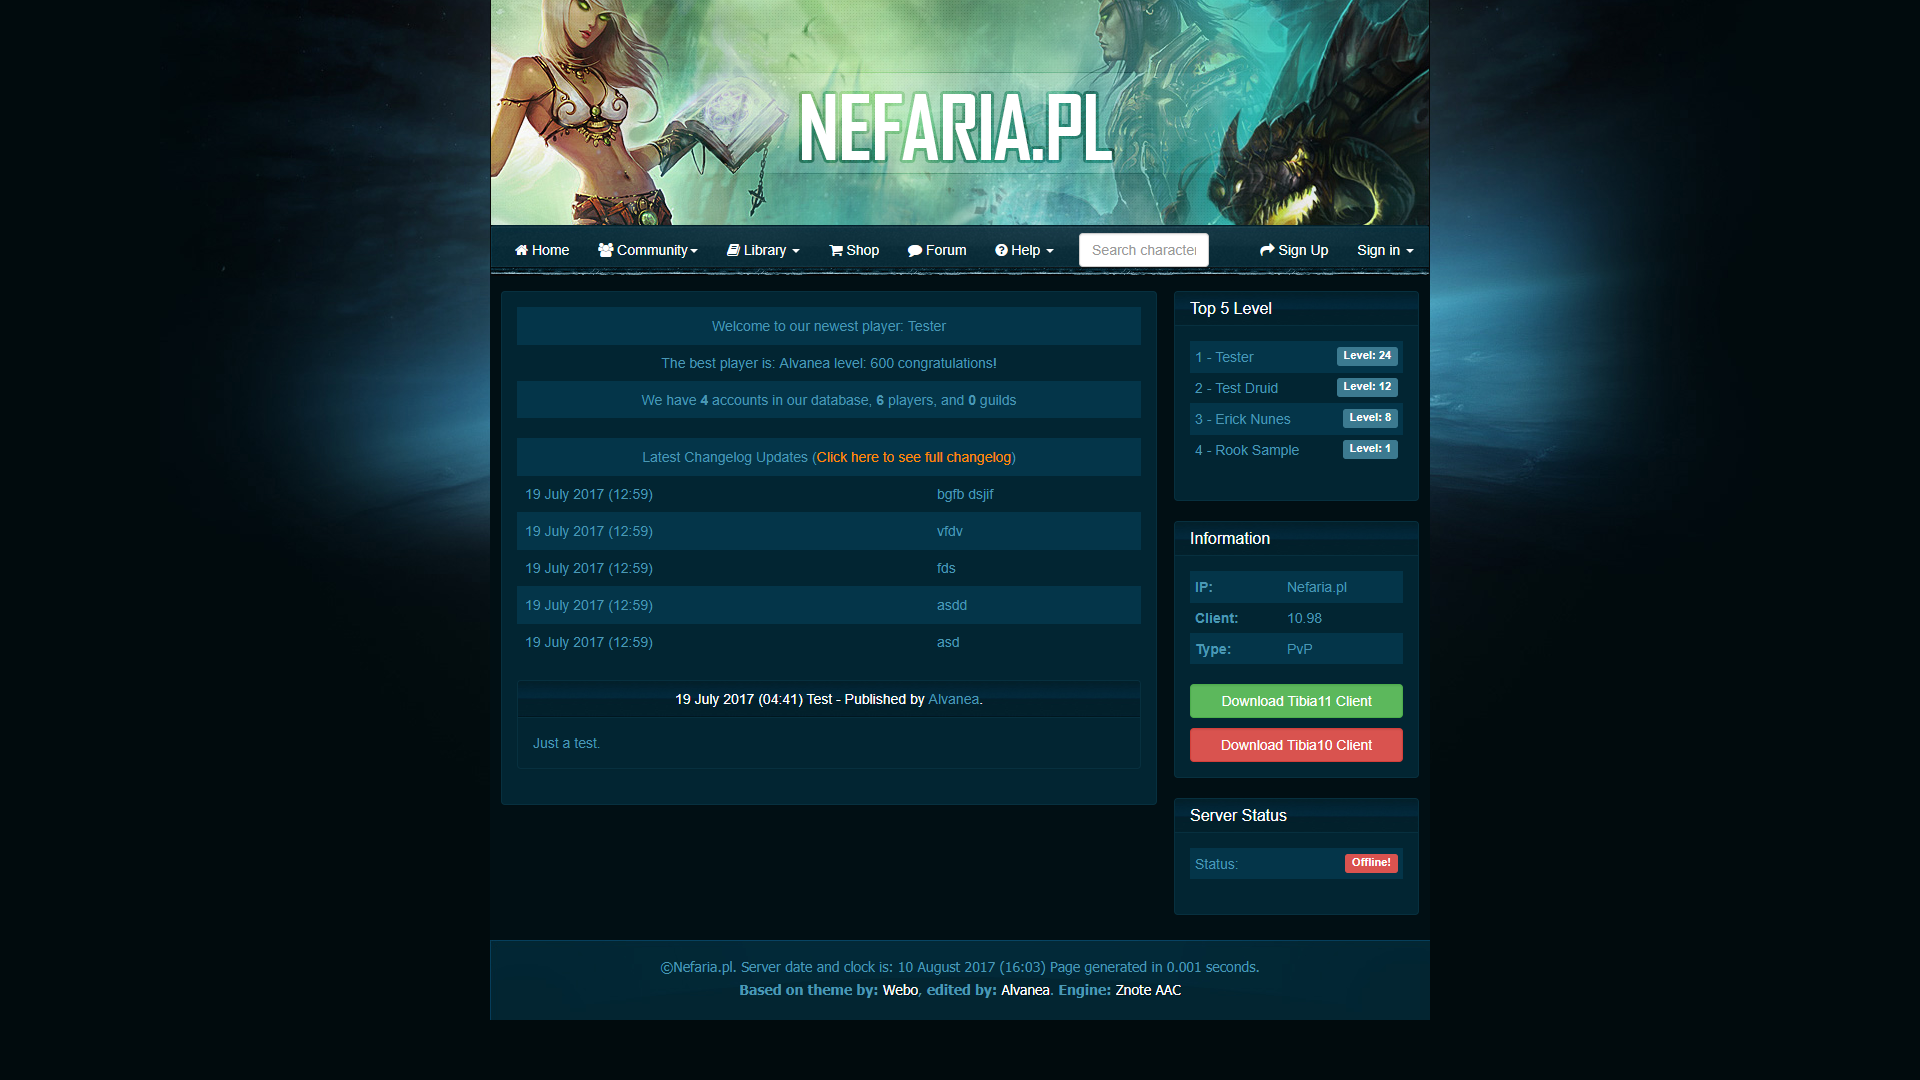 NEFARIA.PL
Home Community Library Shop Forum Help Search character Sign Up Sign in
Welcome to our newest player: Tester
The best player is: Alvanea level: 600 congratulations!
We have 4 accounts in our database, 6 players, and 0 guilds
Latest Changelog Updates (Click here to see full changelog)
19 July 2017 (12:59) bgfb dsjif
19 July 2017 (12:59) vfdv
19 July 2017 (12:59) fds
19 July 2017 (12:59) asdd
19 July 2017 (12:59) asd
19 July 2017 (04:41) Test - Published by Alvanea.
Just a test.
Top 5 Level
1 - Tester Level: 24
2 - Test Druid Level: 12
3 - Erick Nunes Level: 8
4 - Rook Sample Level: 1
Information
IP: Nefaria.pl
Client: 10.98
Type: PvP
Download Tibia11 Client
Download Tibia10 Client
Server Status
Status: Offline!
©Nefaria.pl. Server date and clock is: 10 August 2017 (16:03) Page generated in 0.001 seconds.
Based on theme by: Webo, edited by: Alvanea. Engine: Znote AAC